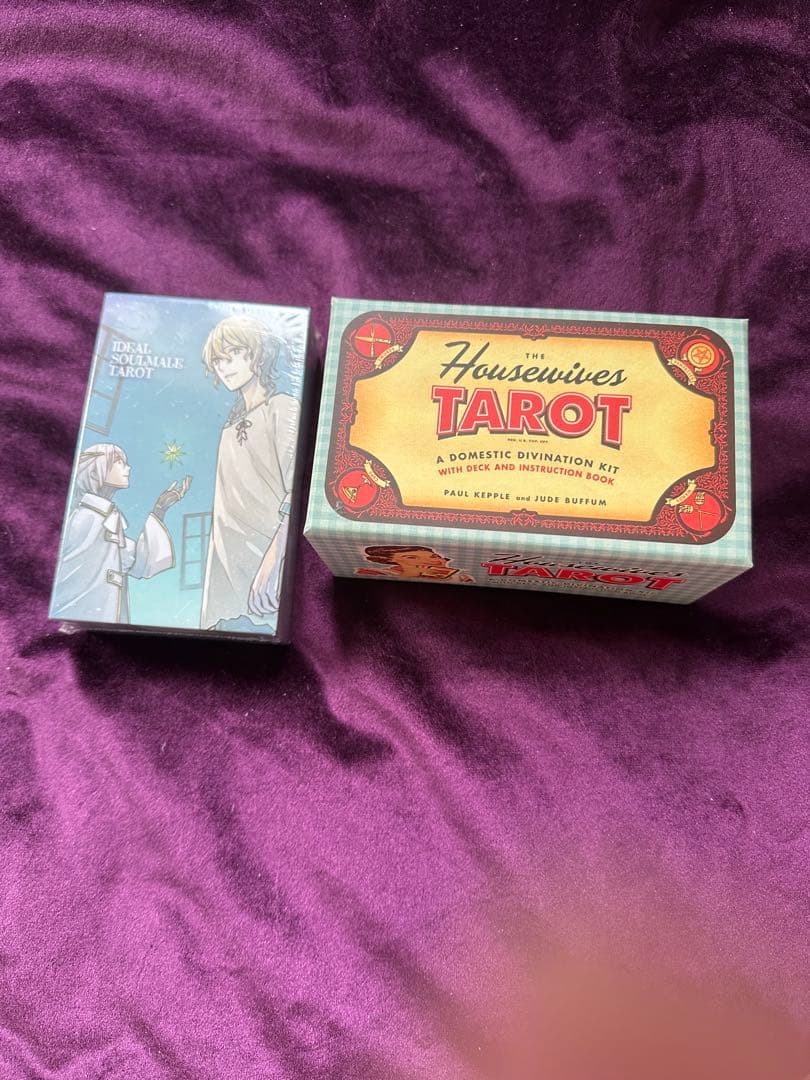 IDEAL
SOULMALE
TAROT
THE
Housewives
TAROT
A DOMESTIC DIVINATION KIT
WITH DECK AND INSTRUCTION BOOK
PAUL KEPPLE and JUDE BUFFUM
Housewives
TAROT